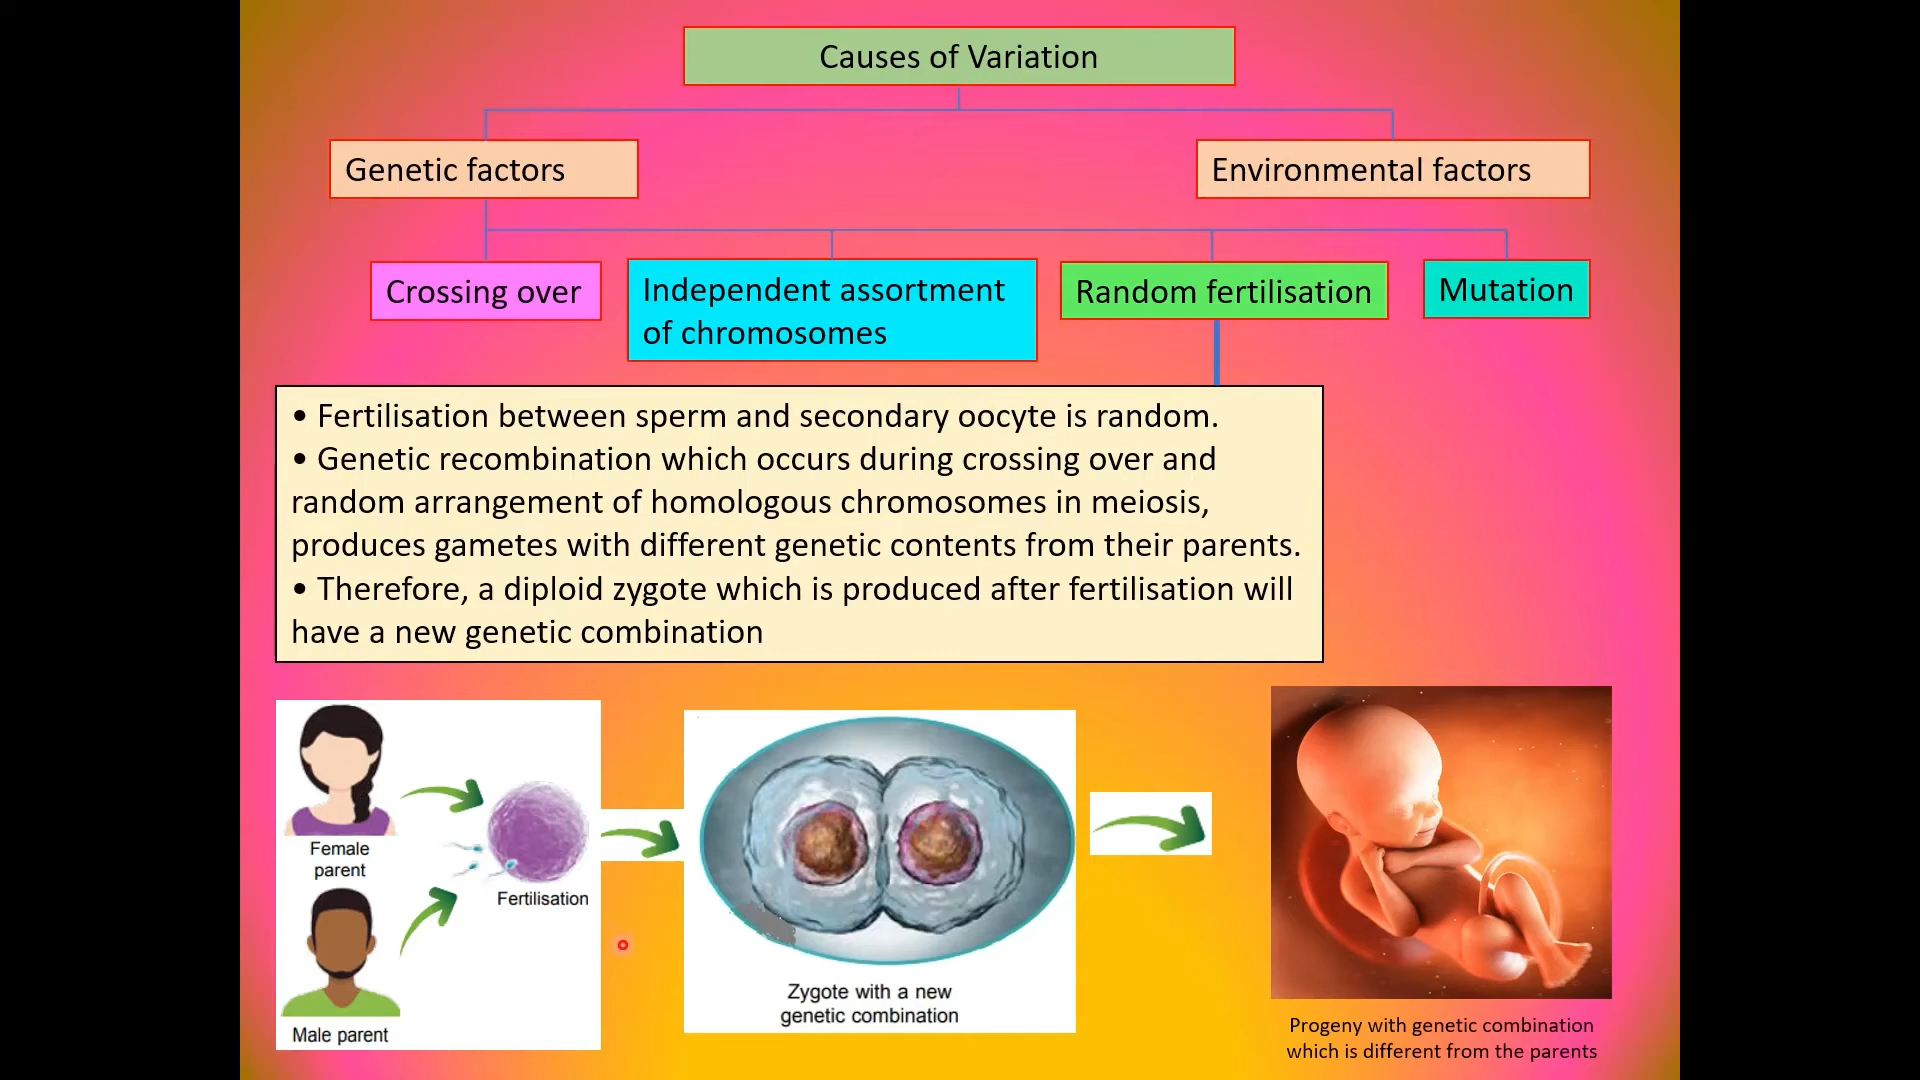 Causes of Variation
Genetic factors
Environmental factors
Crossing over
Independent assortment
of chromosomes
Random fertilisation
Mutation
• Fertilisation between sperm and secondary oocyte is random.
• Genetic recombination which occurs during crossing over and
random arrangement of homologous chromosomes in meiosis,
produces gametes with different genetic contents from their parents.
• Therefore, a diploid zygote which is produced after fertilisation will
have a new genetic combination
Female
parent
Fertilisation
Male parent
Zygote with a new
genetic combination
Progeny with genetic combination
which is different from the parents